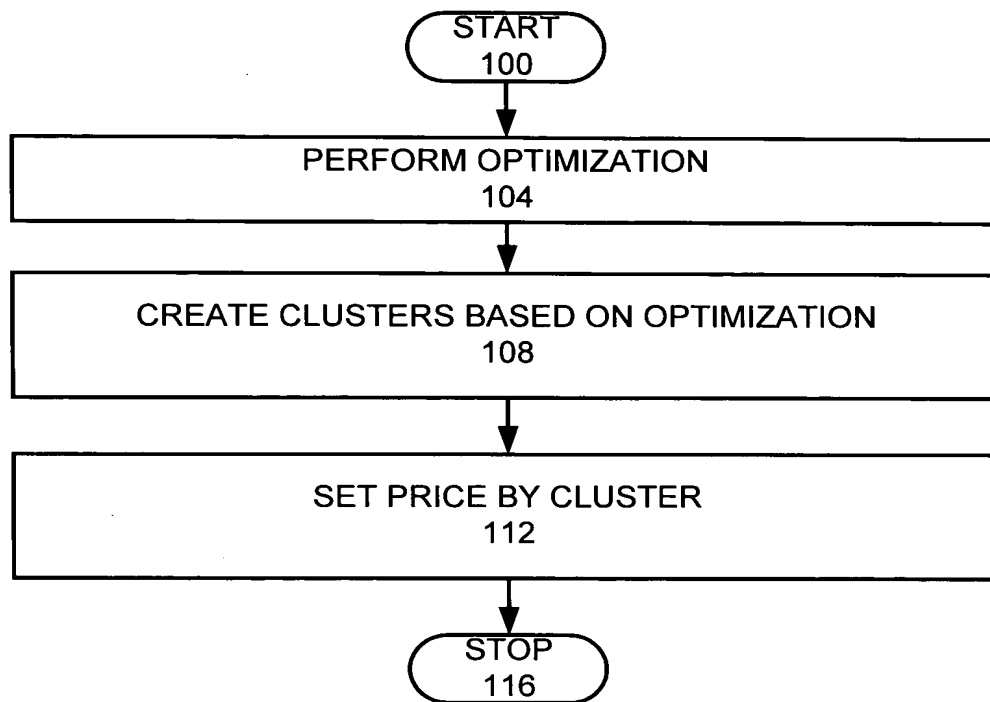 START
100
PERFORM OPTIMIZATION
104
CREATE CLUSTERS BASED ON OPTIMIZATION
108
SET PRICE BY CLUSTER
112
STOP
116